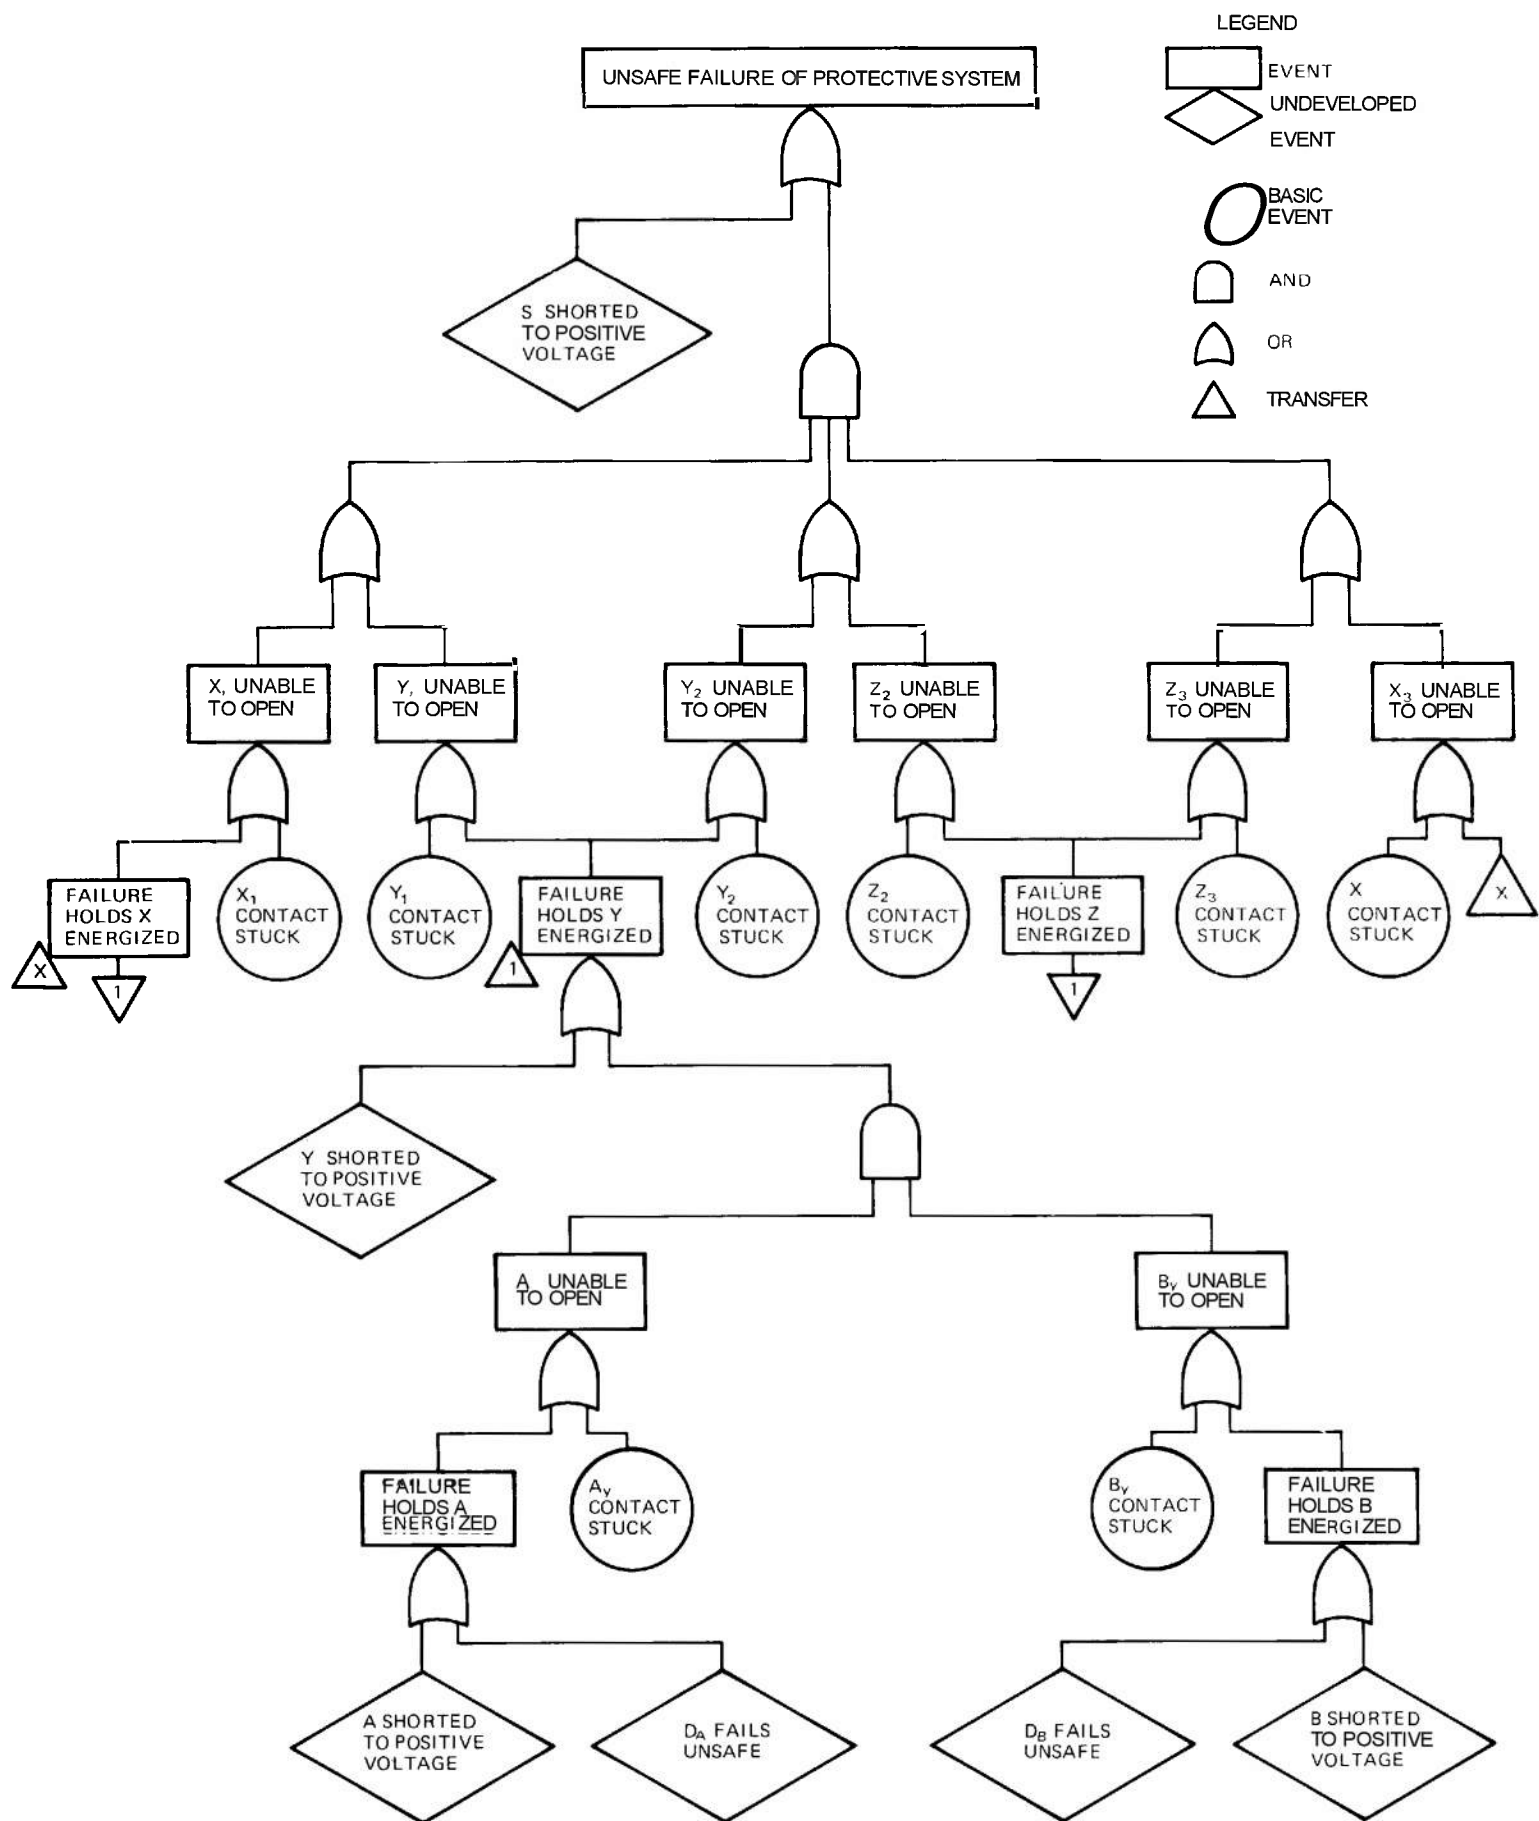 LEGEND
UNSAFE FAILURE OF PROTECTIVE SYSTEM
EVENT
UNDEVELOPED
EVENT
BASIC
EVENT
AND
OR
TRANSFER
S SHORTED
TO POSITIVE
VOLTAGE
X, UNABLE
TO OPEN
Y, UNABLE
TO OPEN
Y₂ UNABLE
TO OPEN
Z₂ UNABLE
TO OPEN
Z₃ UNABLE
TO OPEN
X₃ UNABLE
TO OPEN
FAILURE
HOLDS X
ENERGIZED
X
1
X₁
CONTACT
STUCK
Y₁
CONTACT
STUCK
FAILURE
HOLDS Y
ENERGIZED
1
Y₂
CONTACT
STUCK
Z₂
CONTACT
STUCK
FAILURE
HOLDS Z
ENERGIZED
1
Z₃
CONTACT
STUCK
X
CONTACT
STUCK
X
Y SHORTED
TO POSITIVE
VOLTAGE
A UNABLE
TO OPEN
Bᵧ UNABLE
TO OPEN
FAILURE
HOLDS A
ENERGIZED
Aᵧ
CONTACT
STUCK
Bᵧ
CONTACT
STUCK
FAILURE
HOLDS B
ENERGIZED
A SHORTED
TO POSITIVE
VOLTAGE
D_A FAILS
UNSAFE
D_B FAILS
UNSAFE
B SHORTED
TO POSITIVE
VOLTAGE